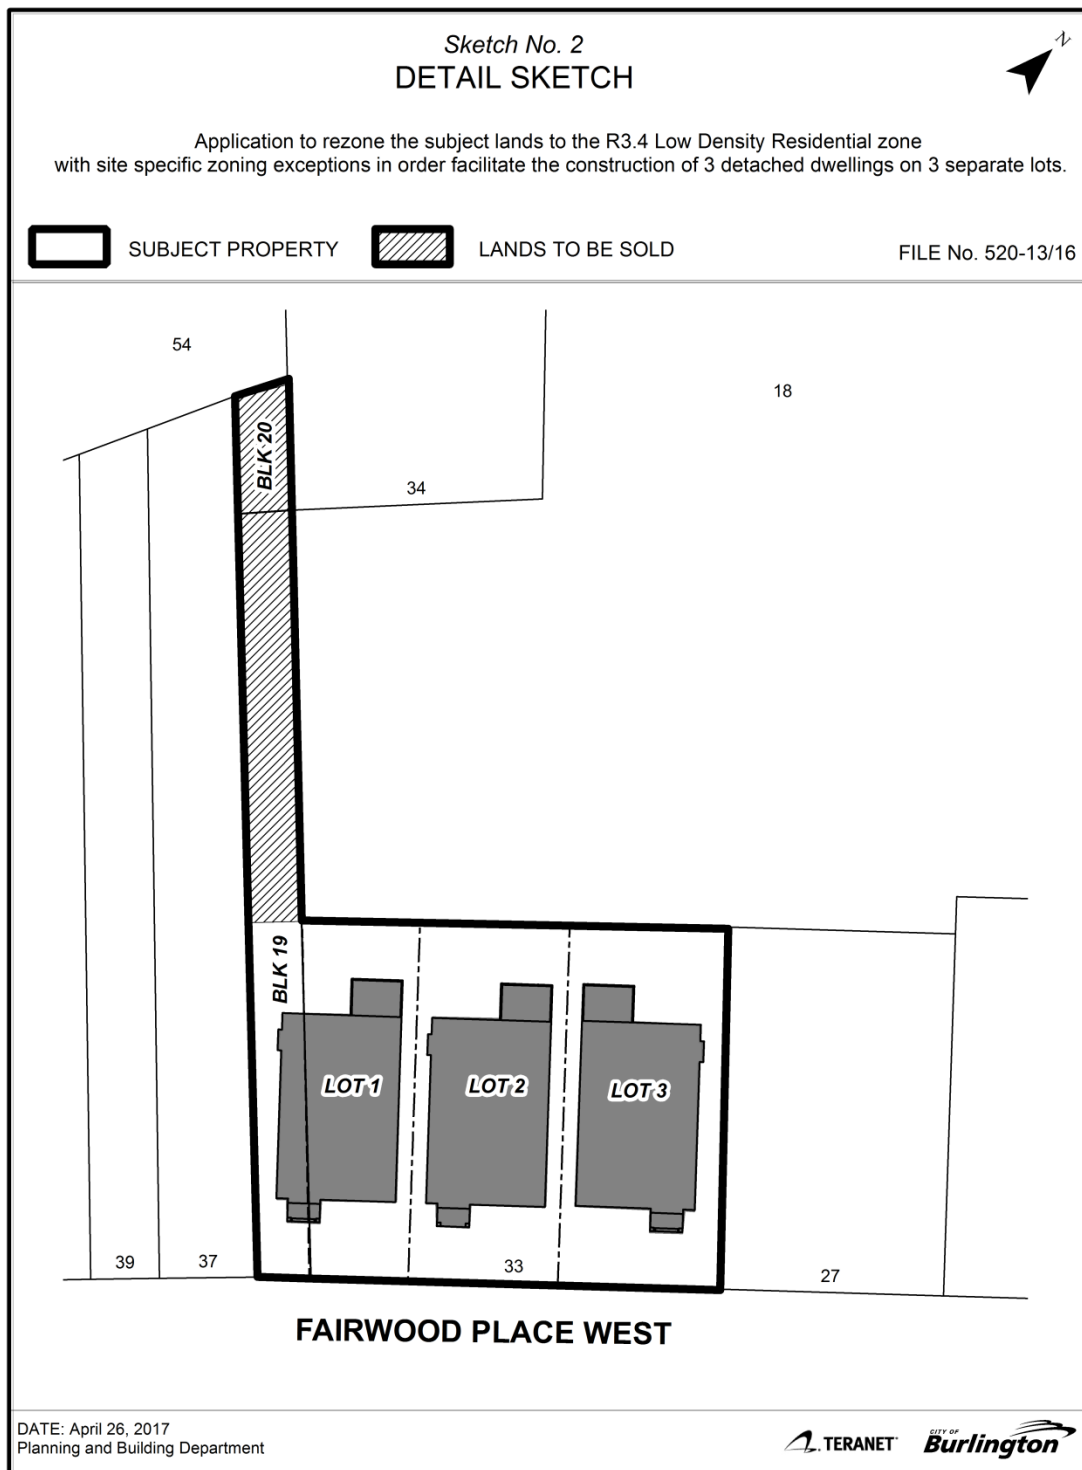 Sketch No. 2
DETAIL SKETCH
N
Application to rezone the subject lands to the R3.4 Low Density Residential zone
with site specific zoning exceptions in order facilitate the construction of 3 detached dwellings on 3 separate lots.
SUBJECT PROPERTY
LANDS TO BE SOLD
FILE No. 520-13/16
54
18
BLK 20
34
BLK 19
LOT 1
LOT 2
LOT 3
39
37
33
27
FAIRWOOD PLACE WEST
DATE: April 26, 2017
Planning and Building Department
TERANET
CITY OF
Burlington